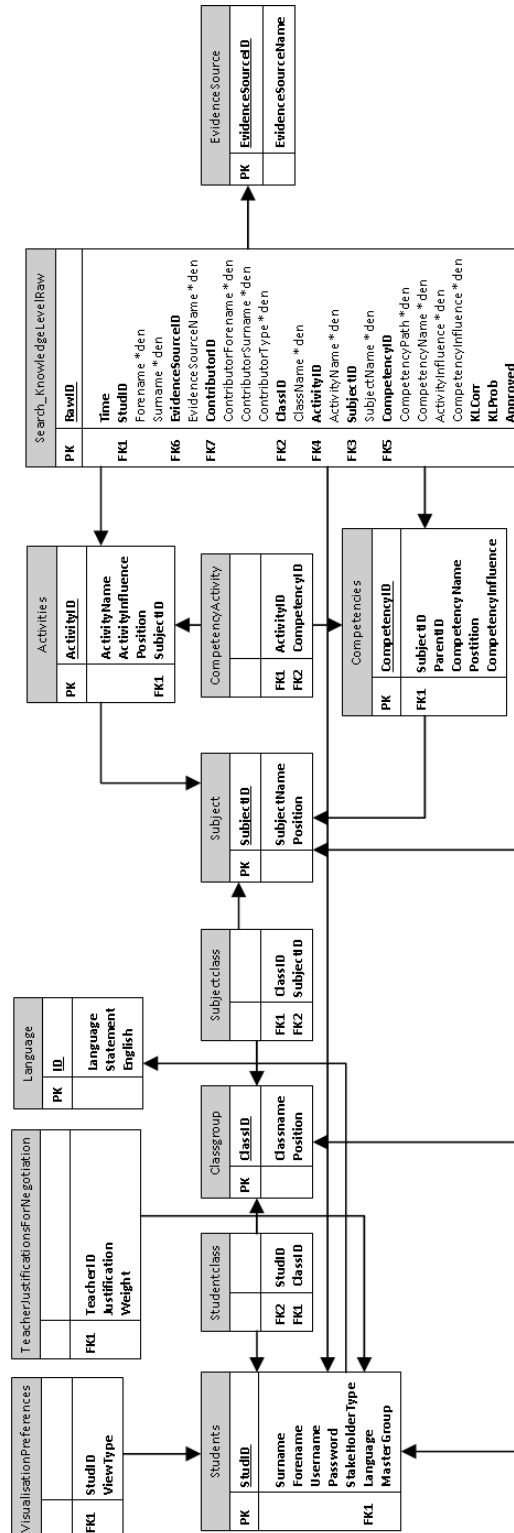 VisualisationPreferences
FK1 StudID
ViewType
TeacherJustificationsForNegotiation
FK1 TeacherID
Justification
Weight
Language
PK ID
Language
Statement
English
Students
PK StudID
Surname
Forename
Username
Password
StakeHolderType
FK1 Language
MasterGroup
Studentclass
FK2 StudID
FK1 ClassID
Classgroup
PK ClassID
Classname
Position
Subjectclass
FK1 ClassID
FK2 SubjectID
Subject
PK SubjectID
SubjectName
Position
Activities
PK ActivityID
ActivityName
ActivityInfluence
Position
FK1 SubjectID
CompetencyActivity
FK1 ActivityID
FK2 CompetencyID
Competencies
PK CompetencyID
FK1 SubjectID
ParentID
CompetencyName
Postition
CompetencyInfluence
Search_KnowledgeLevelRaw
PK RawID
Time
FK1 StudID
Forename *den
Surname *den
FK6 EvidenceSourceID
EvidenceSourceName *den
FK7 ContributorID
ContributorForename *den
ContributorSurname *den
ContributorType *den
FK2 ClassID
ClassName *den
FK4 ActivityID
ActivityName *den
FK3 SubjectID
SubjectName *den
FK5 CompetencyID
CompetencyPath *den
CompetencyName *den
ActivityInfluence *den
CompetencyInfluence *den
KLCorr
KLProb
Approved
EvidenceSource
PK EvidenceSourceID
EvidenceSourceName